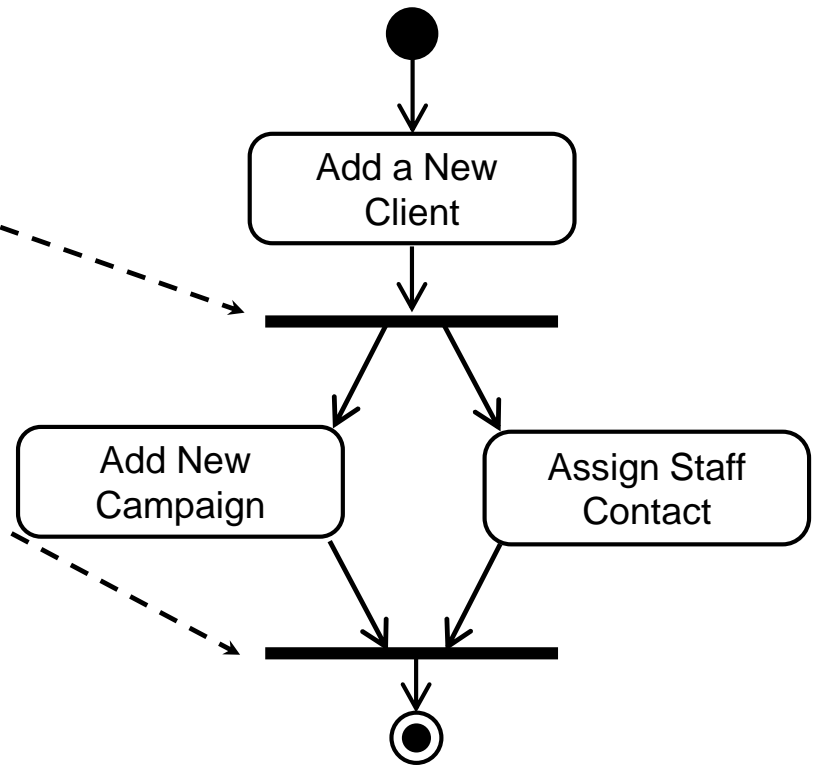 Add a New
Client
Add New
Campaign
Assign Staff
Contact